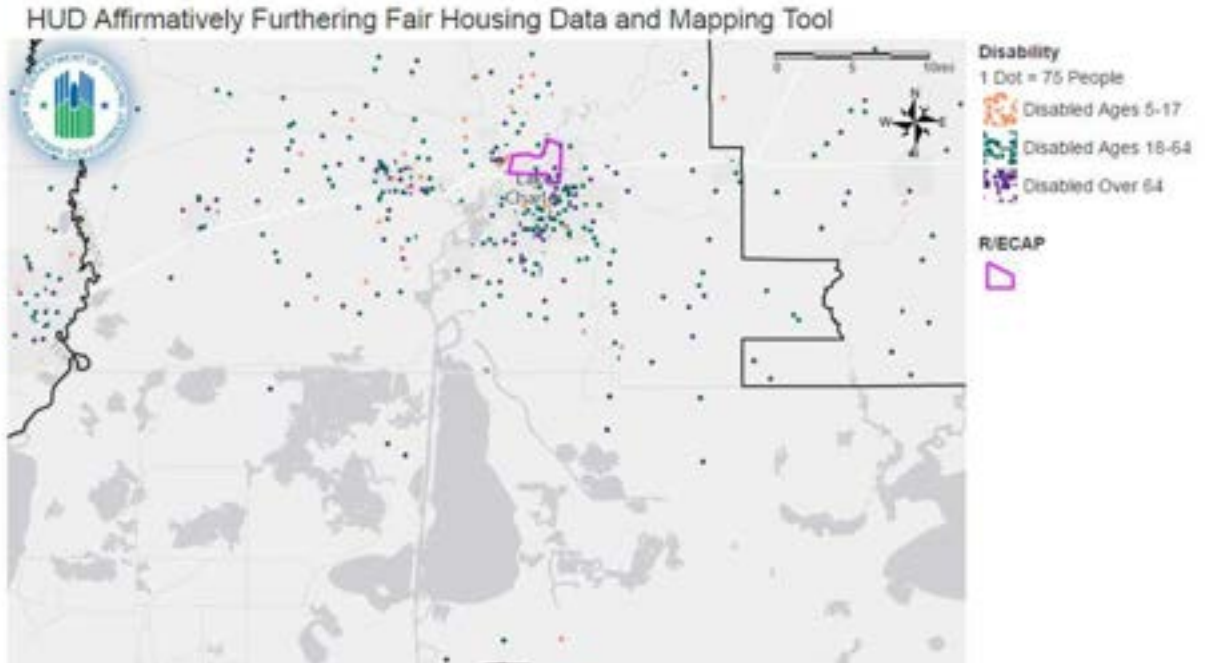 HUD Affirmatively Furthering Fair Housing Data and Mapping Tool
0 5 10mi
N
W E
Disability
1 Dot = 75 People
Disabled Ages 5-17
Disabled Ages 18-64
Disabled Over 64
R/ECAP